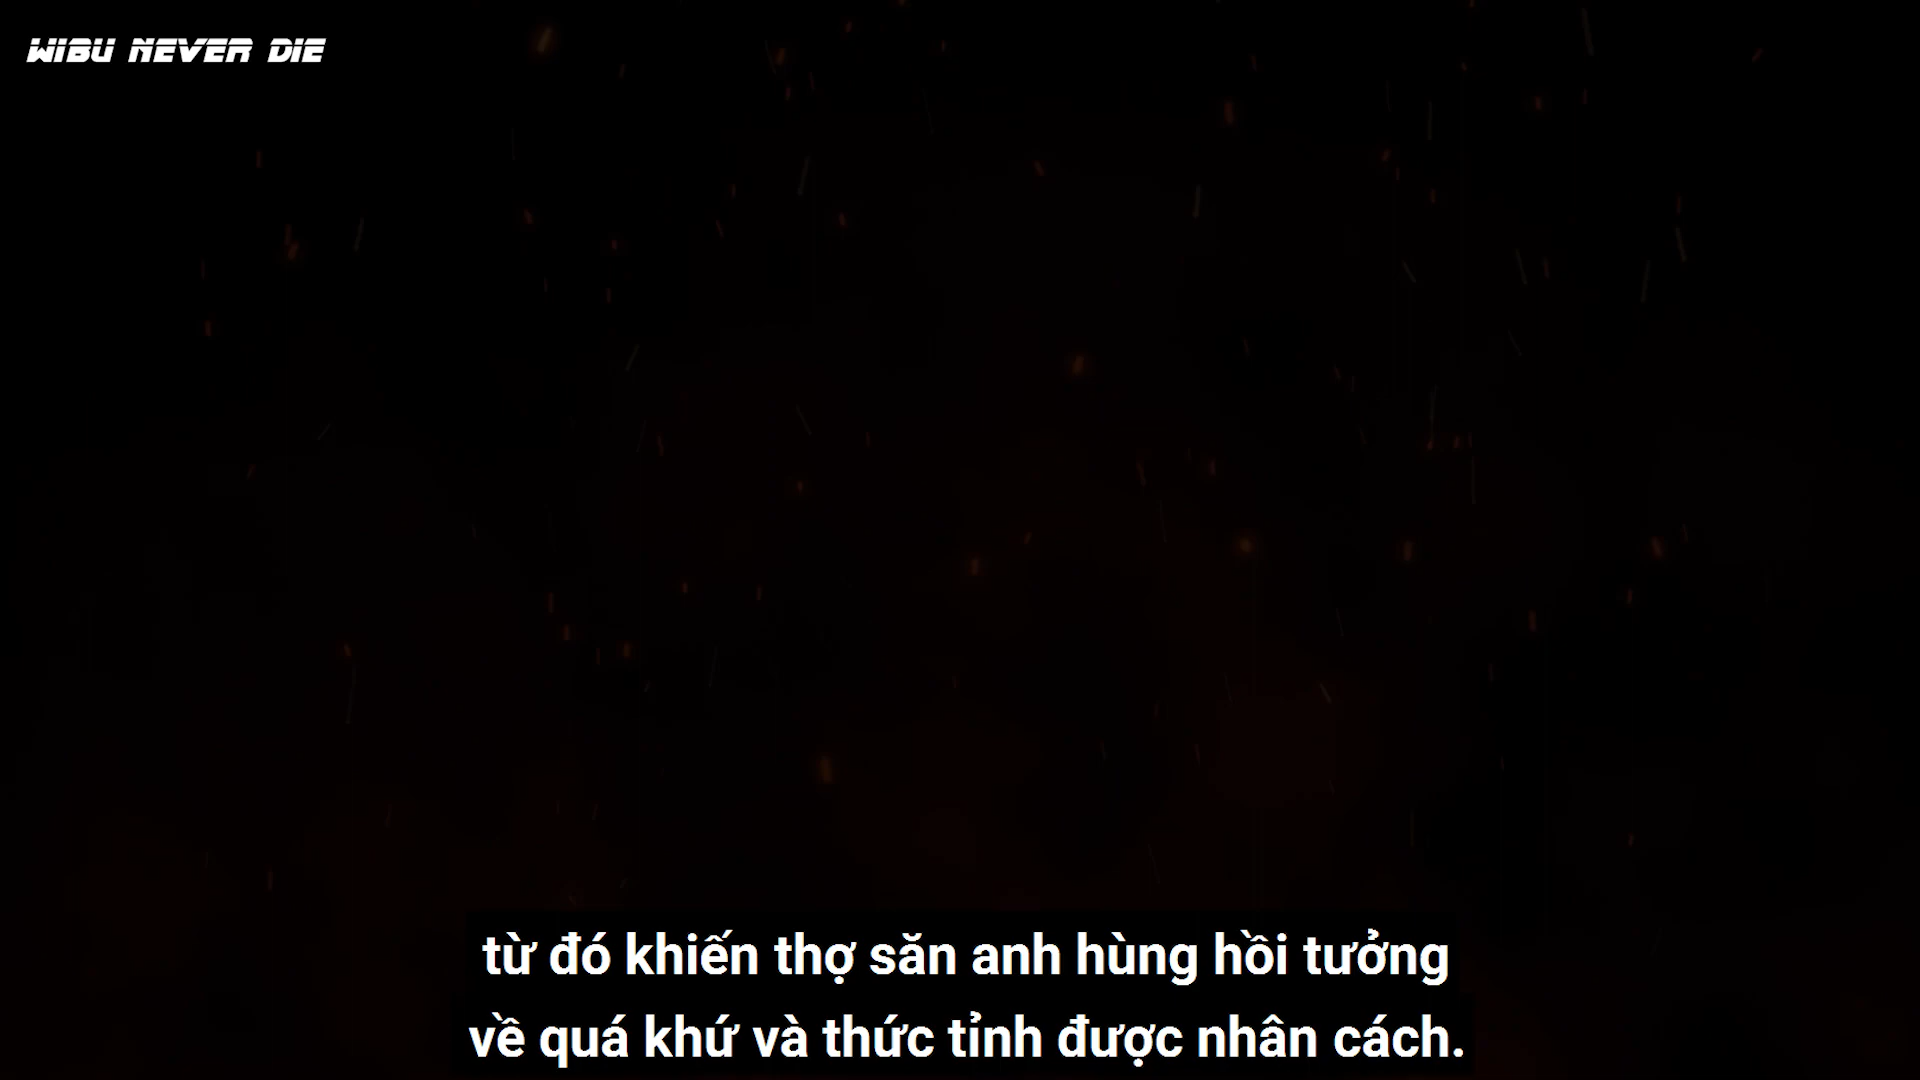 WIBU NEVER DIE
từ đó khiến thợ săn anh hùng hồi tưởng
về quá khứ và thức tỉnh được nhân cách.